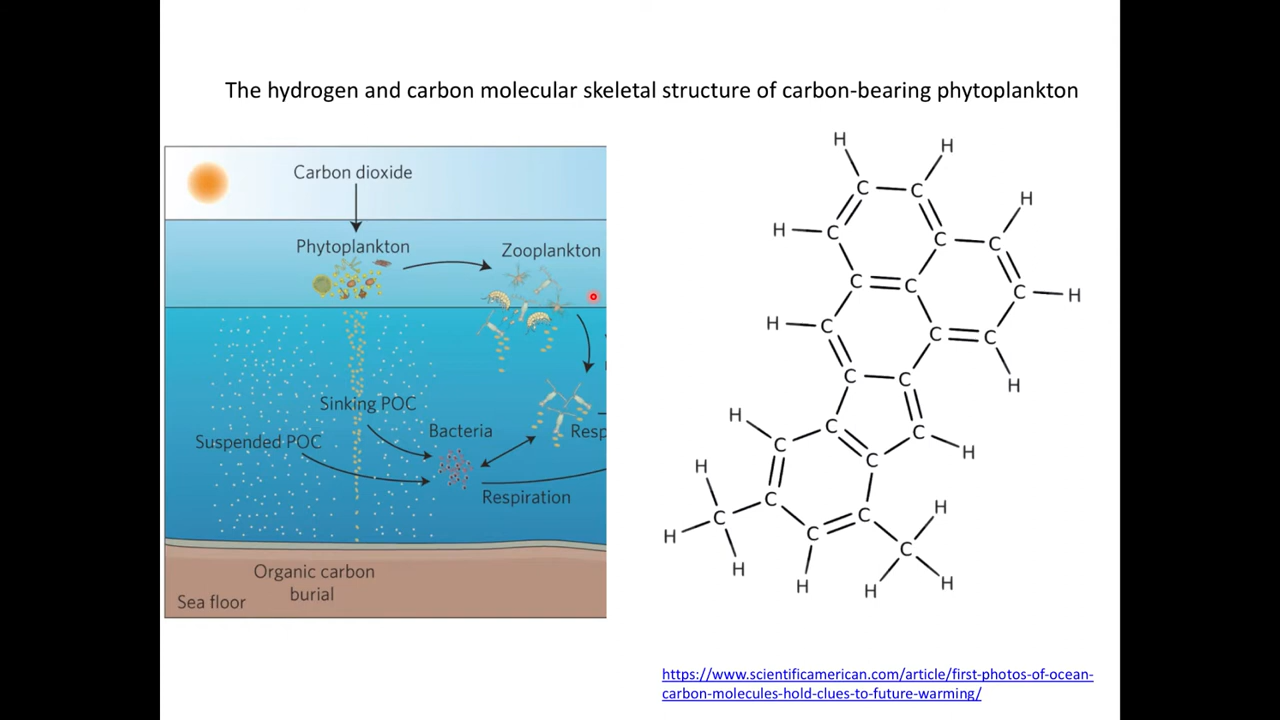 The hydrogen and carbon molecular skeletal structure of carbon-bearing phytoplankton
Carbon dioxide
Phytoplankton
Zooplankton
Sinking POC
Suspended POC
Bacteria
Resp
Respiration
Organic carbon
burial
Sea floor
H
H
C
C
H
H
C
C
C
C
C
C
H
H
C
C
C
H
C
C
H
C
C
H
C
C
H
C
H
C
C
H
C
H
C
H
C
H
H
H
H
H
https://www.scientificamerican.com/article/first-photos-of-ocean-
carbon-molecules-hold-clues-to-future-warming/